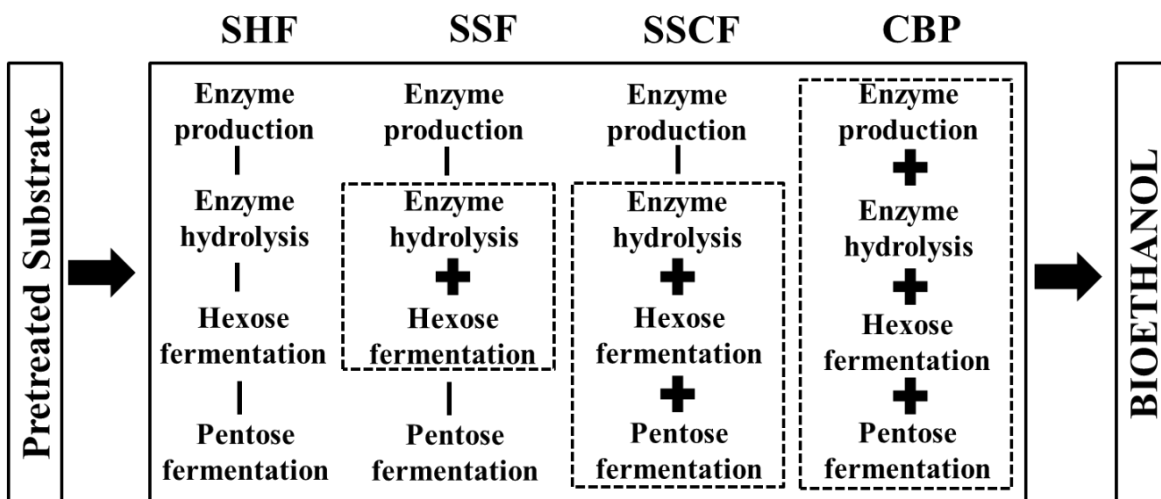 SHF SSF SSCF CBP
Pretreated Substrate
Enzyme
production
Enzyme
hydrolysis
Hexose
fermentation
Pentose
fermentation
Enzyme
production
Enzyme
hydrolysis
Hexose
fermentation
Pentose
fermentation
Enzyme
production
Enzyme
hydrolysis
Hexose
fermentation
Pentose
fermentation
Enzyme
production
Enzyme
hydrolysis
Hexose
fermentation
Pentose
fermentation
BIOETHANOL